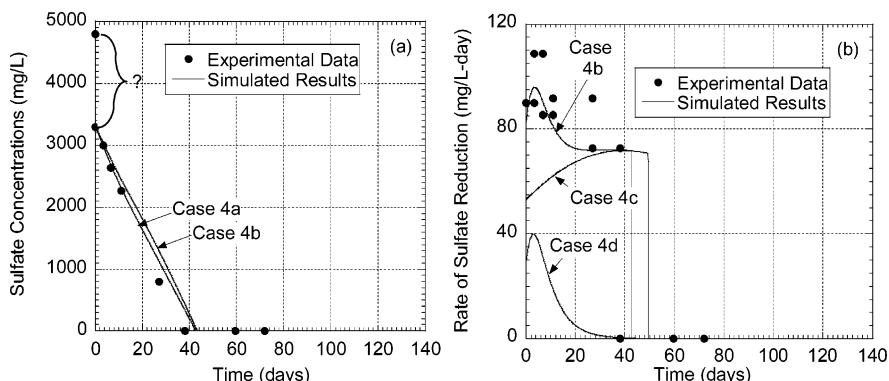 5000
4000
3000
2000
1000
0
0 20 40 60 80 100 120 140
Sulfate Concentrations (mg/L)
Time (days)
(a)
Experimental Data
Simulated Results
?
Case 4a
Case 4b
120
80
40
0
0 20 40 60 80 100 120 140
Rate of Sulfate Reduction (mg/L-day)
Time (days)
(b)
Case
4b
Experimental Data
Simulated Results
Case 4c
Case 4d